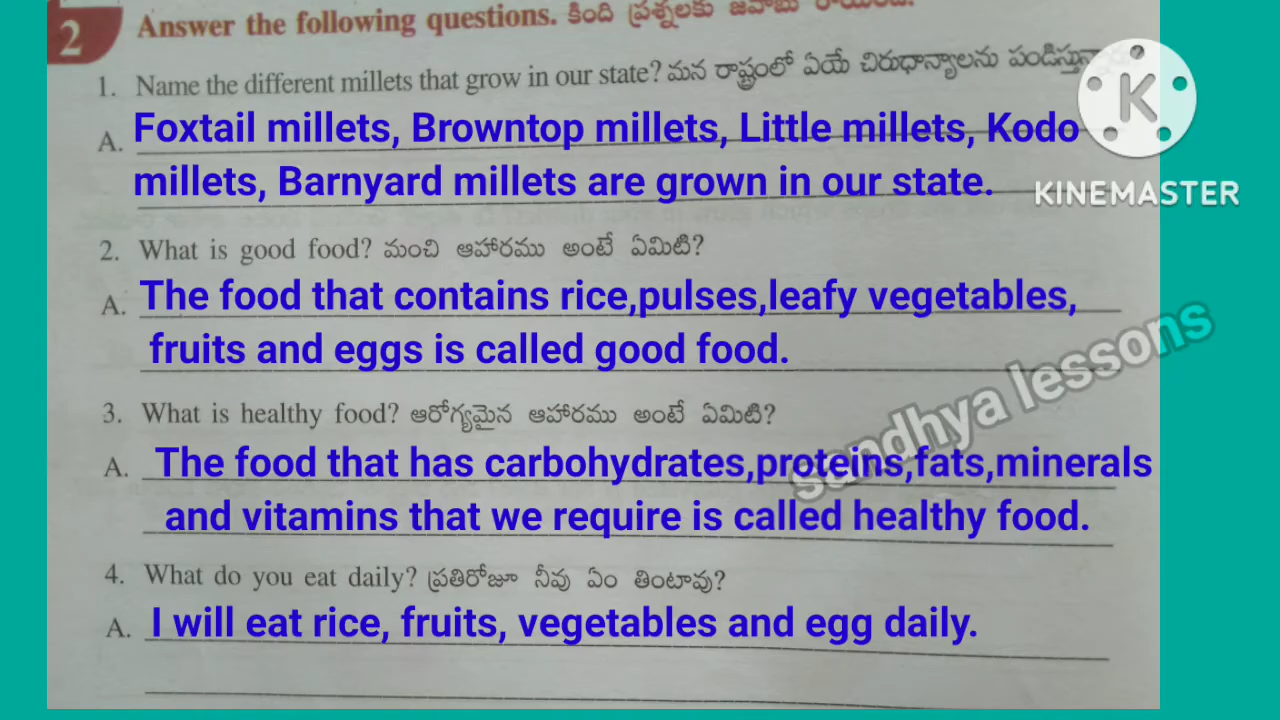 2 Answer the following questions. కింది ప్రశ్నలకు జవాబు
1. Name the different millets that grow in our state? మన రాష్ట్రంలో ఏయే చిరుధాన్యాలను
A. Foxtail millets, Browntop millets, Little millets, Kodo
millets, Barnyard millets are grown in our state.
K
KINEMASTER
2. What is good food? మంచి ఆహారము అంటే ఏమిటి?
A. The food that contains rice,pulses,leafy vegetables,
fruits and eggs is called good food.
sandhya lessons
3. What is healthy food? ఆరోగ్యమైన ఆహారము అంటే ఏమిటి?
A. The food that has carbohydrates,proteins,fats,minerals
and vitamins that we require is called healthy food.
4. What do you eat daily? ప్రతిరోజూ నీవు ఏం తింటావు?
A. I will eat rice, fruits, vegetables and egg daily.